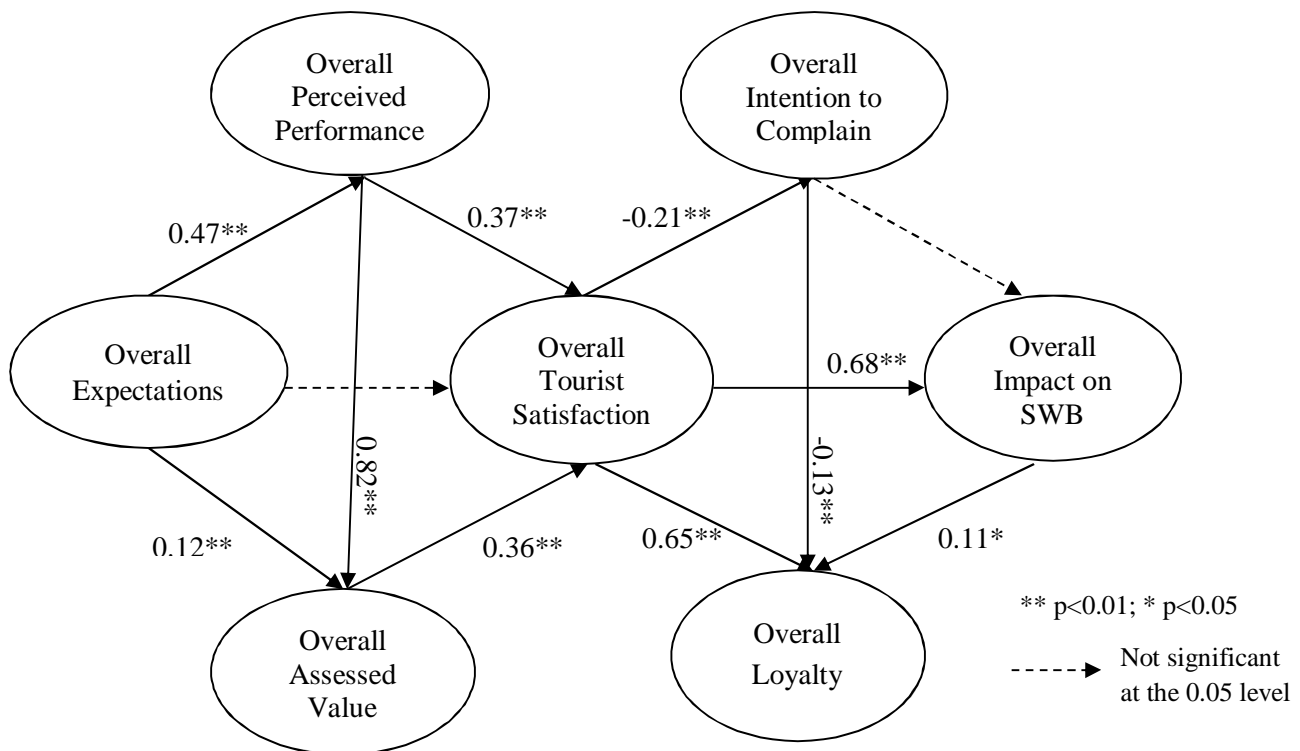 Overall
Perceived
Performance
Overall
Intention to
Complain
0.47**
0.37**
-0.21**
Overall
Expectations
Overall
Tourist
Satisfaction
0.68**
Overall
Impact on
SWB
0.82**
-0.13**
0.12**
0.36**
0.65**
0.11*
Overall
Assessed
Value
Overall
Loyalty
** p<0.01; * p<0.05
Not significant
at the 0.05 level